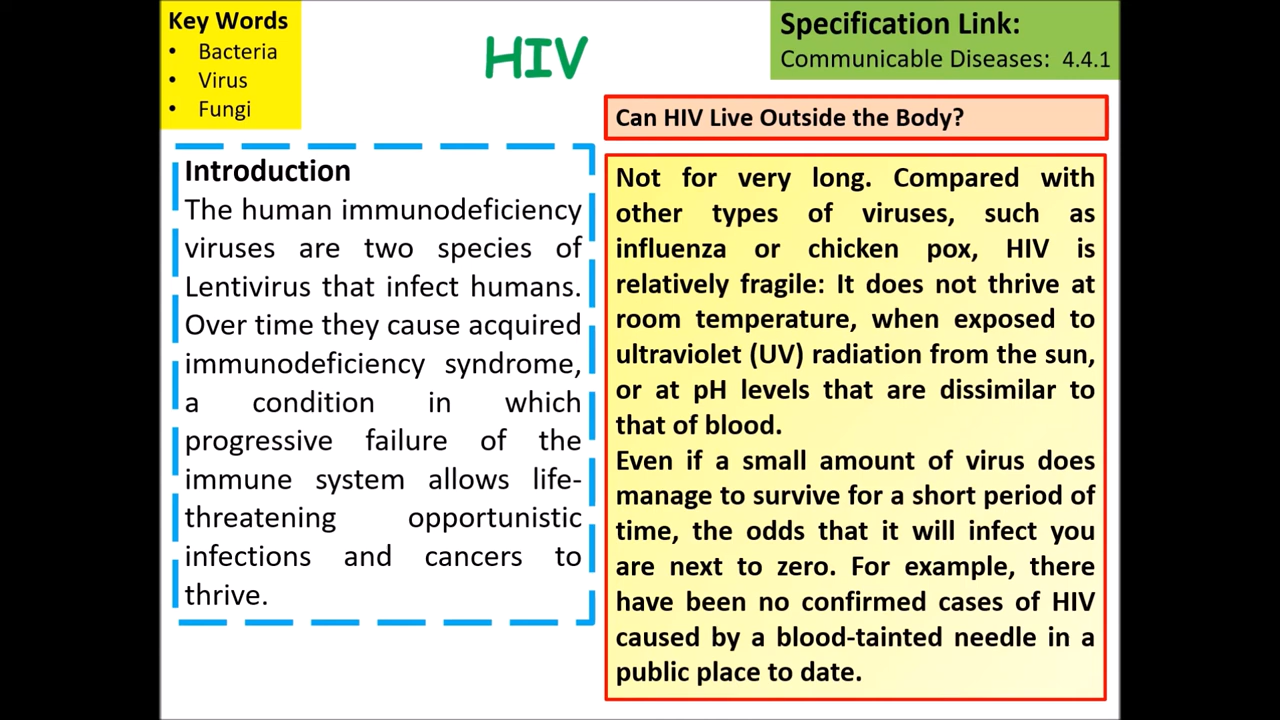 Key Words
• Bacteria
• Virus
• Fungi
HIV
Specification Link:
Communicable Diseases: 4.4.1
Introduction
The human immunodeficiency
viruses are two species of
Lentivirus that infect humans.
Over time they cause acquired
immunodeficiency syndrome,
a condition in which
progressive failure of the
immune system allows life-
threatening opportunistic
infections and cancers to
thrive.
Can HIV Live Outside the Body?
Not for very long. Compared with
other types of viruses, such as
influenza or chicken pox, HIV is
relatively fragile: It does not thrive at
room temperature, when exposed to
ultraviolet (UV) radiation from the sun,
or at pH levels that are dissimilar to
that of blood.
Even if a small amount of virus does
manage to survive for a short period of
time, the odds that it will infect you
are next to zero. For example, there
have been no confirmed cases of HIV
caused by a blood-tainted needle in a
public place to date.